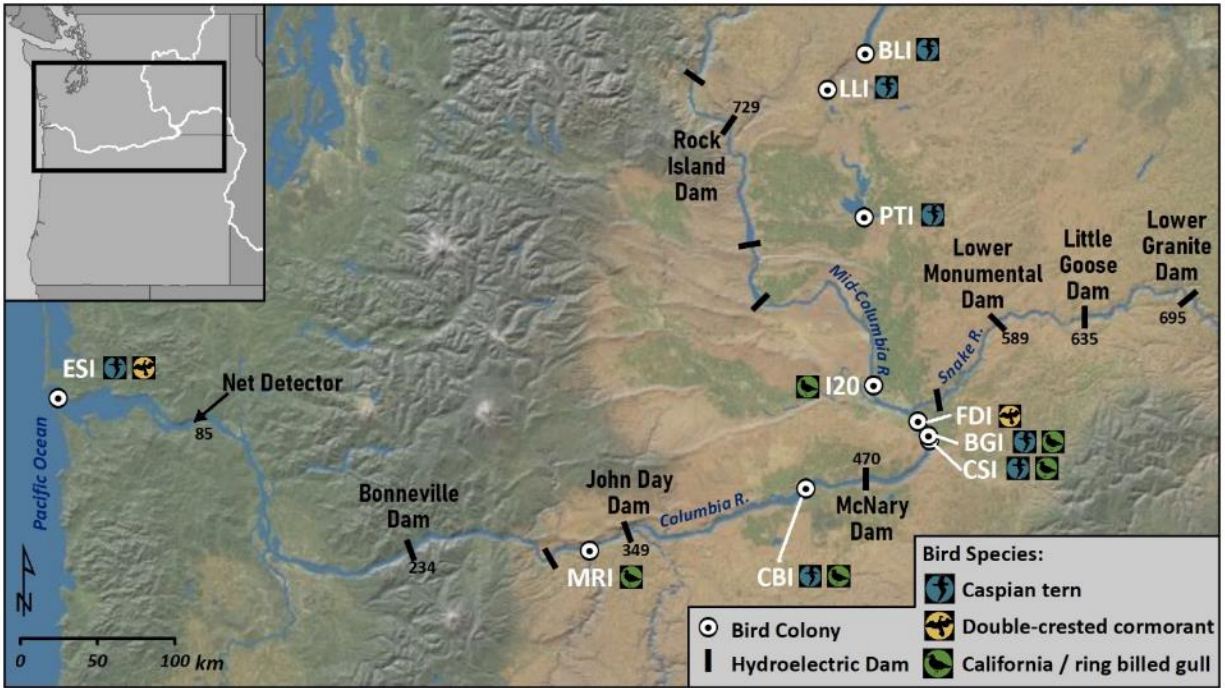 BLI
LLI
729
Rock
Island
Dam
PTI
Lower
Monumental
Dam
Little
Goose
Dam
Lower
Granite
Dam
695
635
589
Mid-Columbia R.
Snake R.
ESI
Net Detector
85
Pacific Ocean
I20
FDI
BGI
CSI
470
McNary
Dam
John Day
Dam
349
Columbia R.
Bonneville
Dam
234
MRI
CBI
N
0 50 100 km
Bird Colony
Hydroelectric Dam
Bird Species:
Caspian tern
Double-crested cormorant
California / ring billed gull